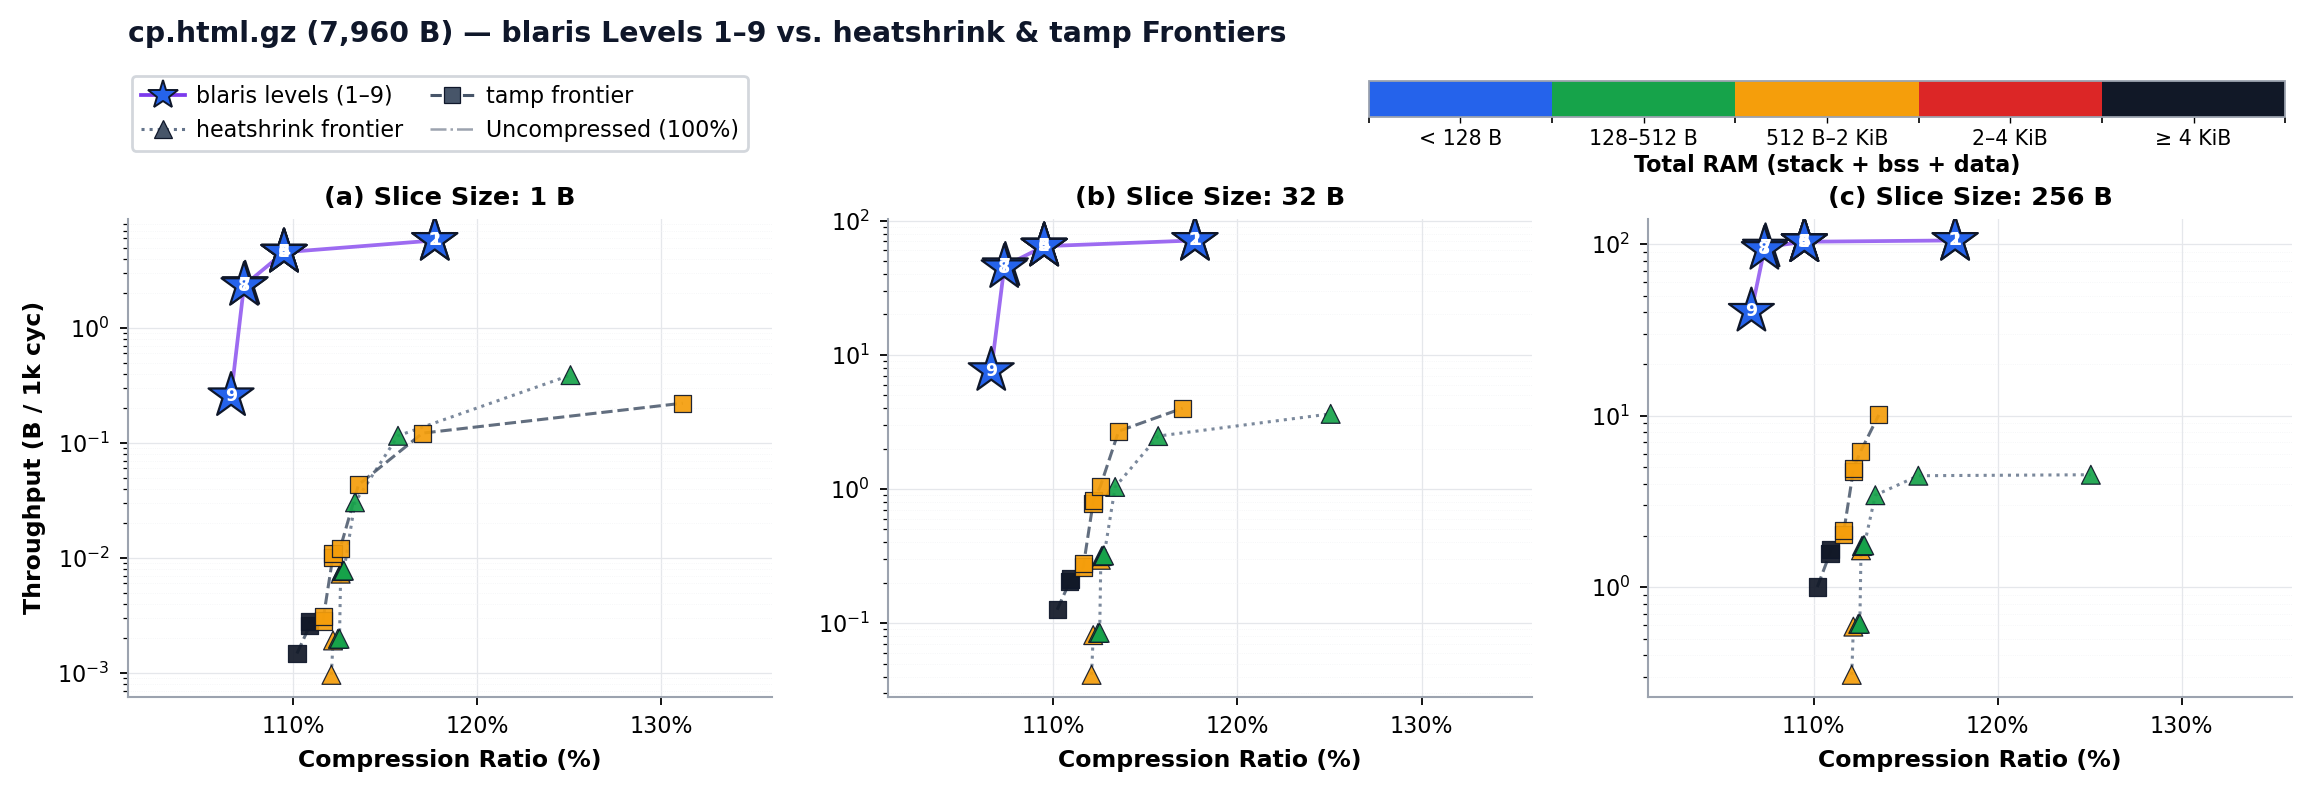 cp.html.gz (7,960 B) — blaris Levels 1–9 vs. heatshrink & tamp Frontiers
blaris levels (1–9)
heatshrink frontier
tamp frontier
Uncompressed (100%)
< 128 B
128–512 B
512 B–2 KiB
2–4 KiB
≥ 4 KiB
Total RAM (stack + bss + data)
(a) Slice Size: 1 B
(b) Slice Size: 32 B
(c) Slice Size: 256 B
Throughput (B / 1k cyc)
10⁰
10⁻¹
10⁻²
10⁻³
9
110%
120%
130%
Compression Ratio (%)
10²
10¹
10⁰
10⁻¹
9
110%
120%
130%
Compression Ratio (%)
10²
10¹
10⁰
9
110%
120%
130%
Compression Ratio (%)